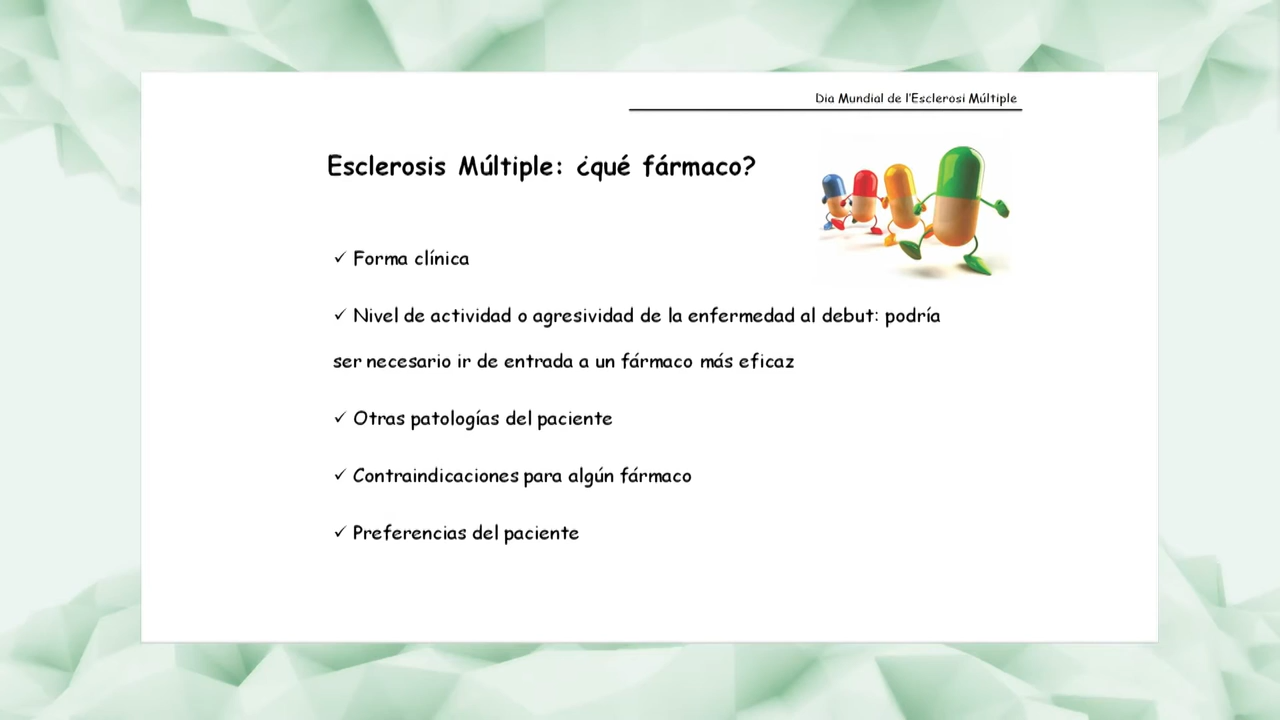 Dia Mundial de l'Esclerosi Múltiple
Esclerosis Múltiple: ¿qué fármaco?
✓ Forma clínica
✓ Nivel de actividad o agresividad de la enfermedad al debut: podría
ser necesario ir de entrada a un fármaco más eficaz
✓ Otras patologías del paciente
✓ Contraindicaciones para algún fármaco
✓ Preferencias del paciente